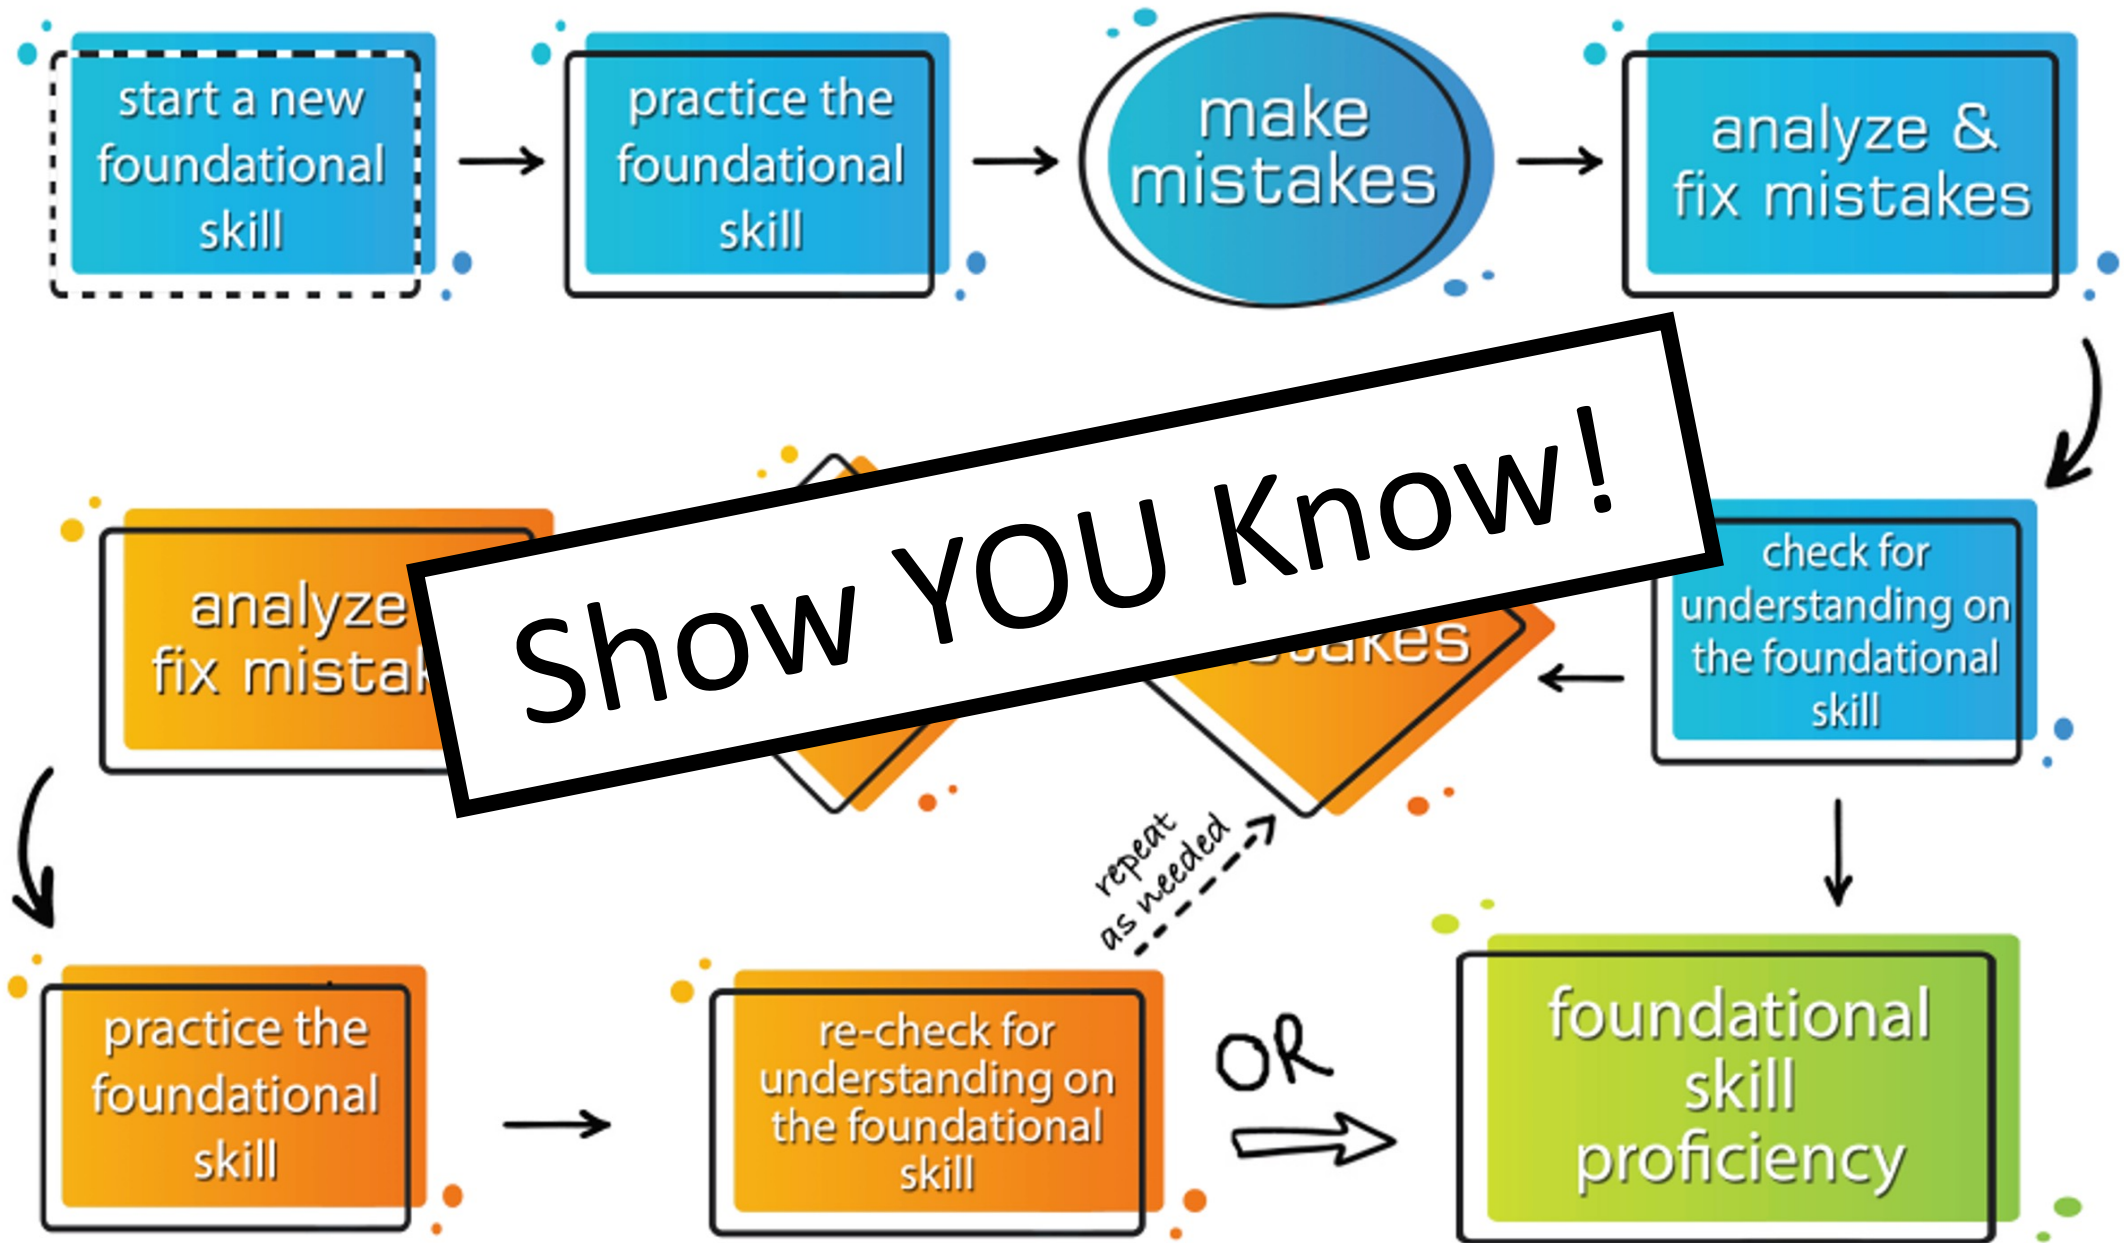 start a new
foundational
skill
practice the
foundational
skill
make
mistakes
analyze &
fix mistakes
Show YOU Know!
analyze
fix
check for
understanding on
the foundational
skill
repeat
as needed
practice the
foundational
skill
re-check for
understanding on
the foundational
skill
OR
foundational
skill
proficiency